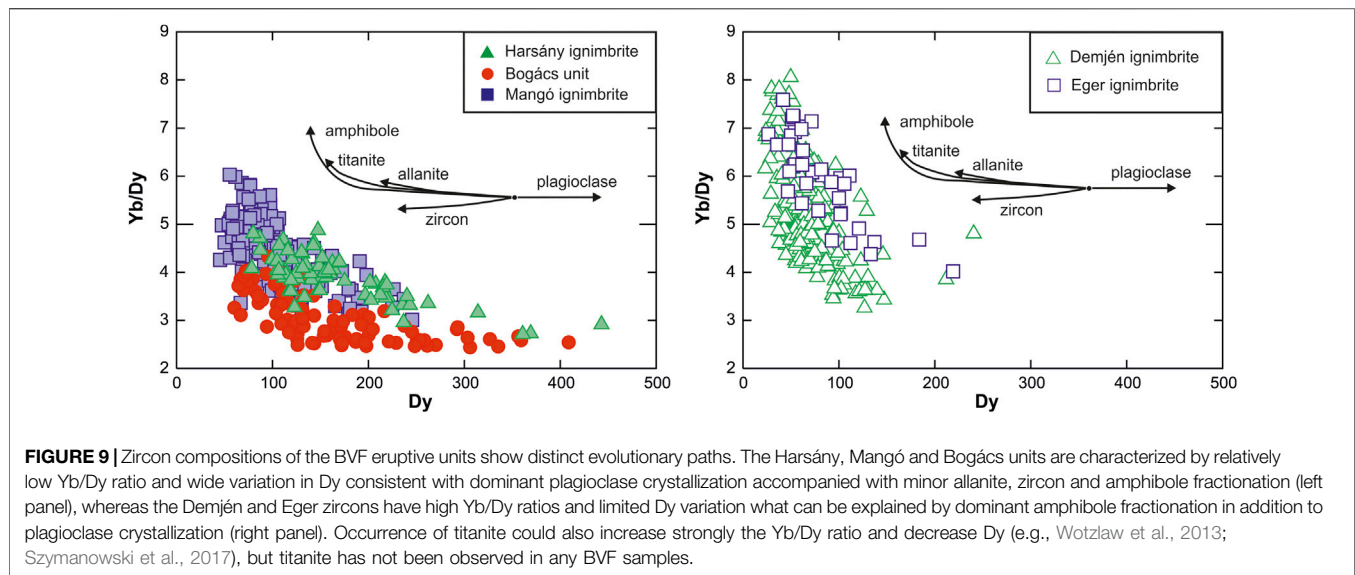 9
8
7
6
5
4
3
2
Yb/Dy
0
100
200
300
400
500
Dy
Harsány ignimbrite
Bogács unit
Mangó ignimbrite
amphibole
titanite
allanite
plagioclase
zircon
9
8
7
6
5
4
3
2
Yb/Dy
0
100
200
300
400
500
Dy
Demjén ignimbrite
Eger ignimbrite
amphibole
titanite
allanite
plagioclase
zircon
FIGURE 9 | Zircon compositions of the BVF eruptive units show distinct evolutionary paths. The Harsány, Mangó and Bogács units are characterized by relatively
low Yb/Dy ratio and wide variation in Dy consistent with dominant plagioclase crystallization accompanied with minor allanite, zircon and amphibole fractionation (left
panel), whereas the Demjén and Eger zircons have high Yb/Dy ratios and limited Dy variation what can be explained by dominant amphibole fractionation in addition to
plagioclase crystallization (right panel). Occurrence of titanite could also increase strongly the Yb/Dy ratio and decrease Dy (e.g., Wotzlaw et al., 2013;
Szymanowski et al., 2017), but titanite has not been observed in any BVF samples.